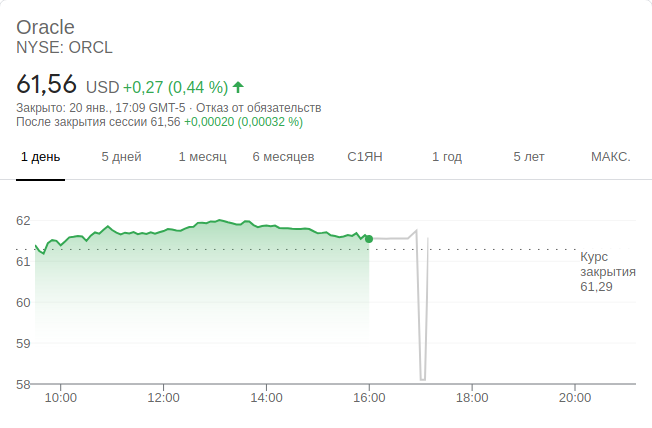 Oracle
NYSE: ORCL
61,56 USD +0,27 (0,44 %)
Закрыто: 20 янв., 17:09 GMT-5 · Отказ от обязательств
После закрытия сессии 61,56 +0,00020 (0,00032 %)
1 день 5 дней 1 месяц 6 месяцев С1ЯН 1 год 5 лет МАКС.
62
61
60
59
58
Курс
закрытия
61,29
10:00 12:00 14:00 16:00 18:00 20:00